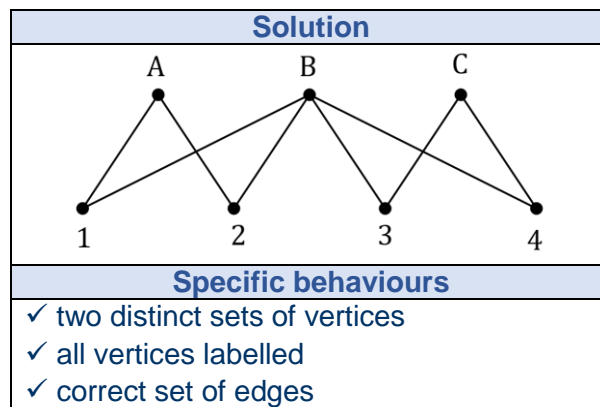 Solution
A B C
1 2 3 4
Specific behaviours
✓ two distinct sets of vertices
✓ all vertices labelled
✓ correct set of edges